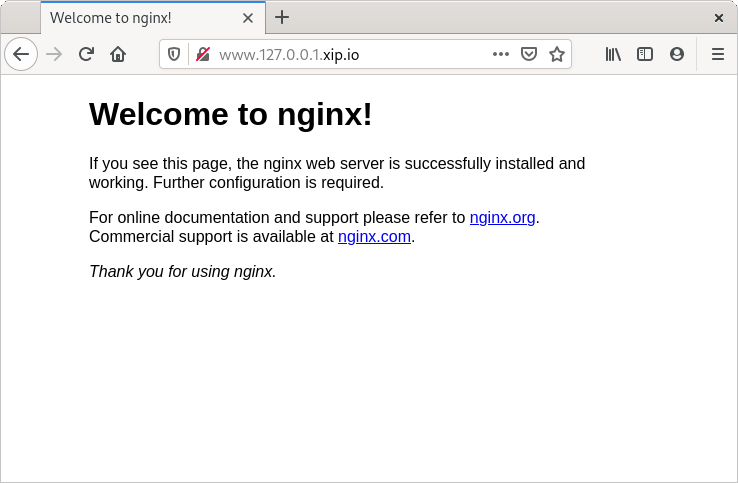 Welcome to nginx!
www.127.0.0.1.xip.io
Welcome to nginx!
If you see this page, the nginx web server is successfully installed and
working. Further configuration is required.
For online documentation and support please refer to nginx.org.
Commercial support is available at nginx.com.
Thank you for using nginx.